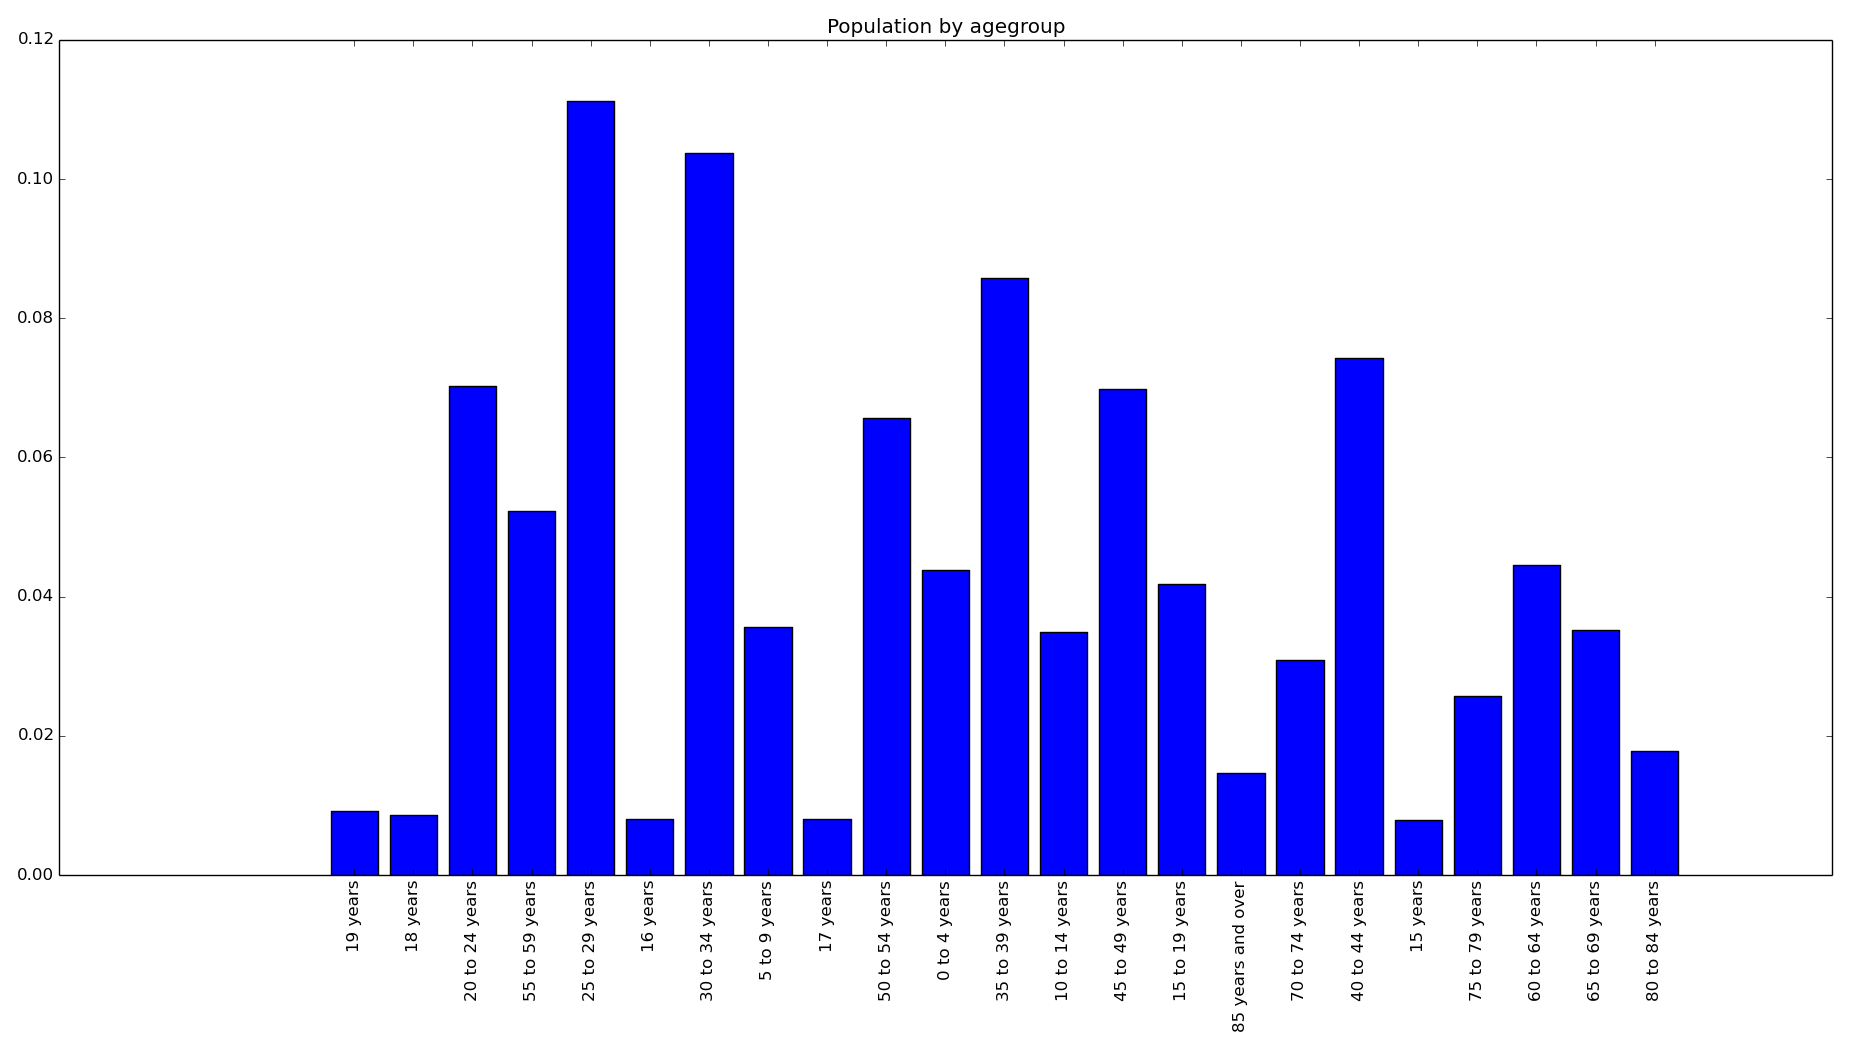 Population by agegroup
0.12
0.10
0.08
0.06
0.04
0.02
0.00
19 years
18 years
20 to 24 years
55 to 59 years
25 to 29 years
16 years
30 to 34 years
5 to 9 years
17 years
50 to 54 years
0 to 4 years
35 to 39 years
10 to 14 years
45 to 49 years
15 to 19 years
85 years and over
70 to 74 years
40 to 44 years
15 years
75 to 79 years
60 to 64 years
65 to 69 years
80 to 84 years